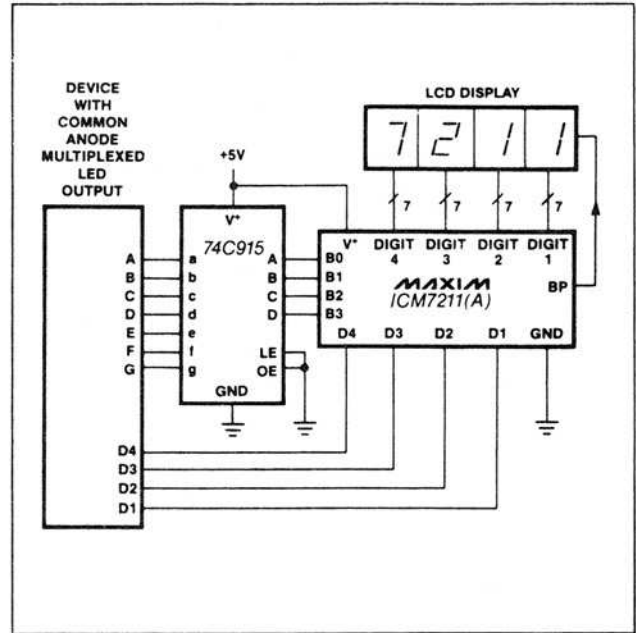 DEVICE
WITH
COMMON
ANODE
MULTIPLEXED
LED
OUTPUT
LCD DISPLAY
7 2 1 1
+5V
7 7 7 7
V+
74C915
A a A B0
B b B B1
C c C B2
D d D B3
E e
F f LE
G g OE
GND
V+ DIGIT 4 DIGIT 3 DIGIT 2 DIGIT 1
MAXIM
ICM7211(A)
BP
D4 D3 D2 D1 GND
D4
D3
D2
D1